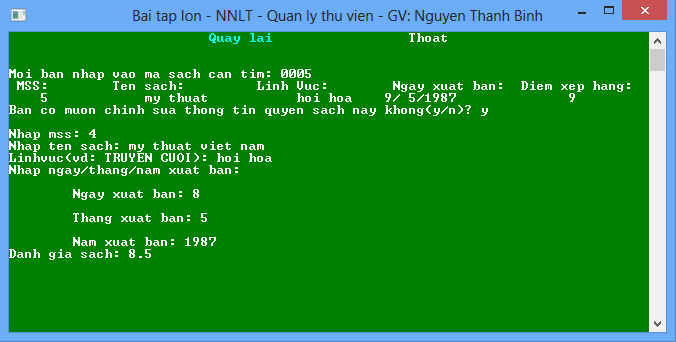 Bai tap lon - NNLT - Quan ly thu vien - GV: Nguyen Thanh Binh
Quay lai Thoat
Moi ban nhap vao ma sach can tim: 0005
MSS: Ten sach: Linh Vuc: Ngay xuat ban: Diem xep hang:
5 my thuat hoi hoa 9/ 5/1987 9
Ban co muon chinh sua thong tin quyen sach nay khong(y/n)? y
Nhap mss: 4
Nhap ten sach: my thuat viet nam
Linhvuc(vd: TRUYEN CUOI): hoi hoa
Nhap ngay/thang/nam xuat ban:
Ngay xuat ban: 8
Thang xuat ban: 5
Nam xuat ban: 1987
Danh gia sach: 8.5